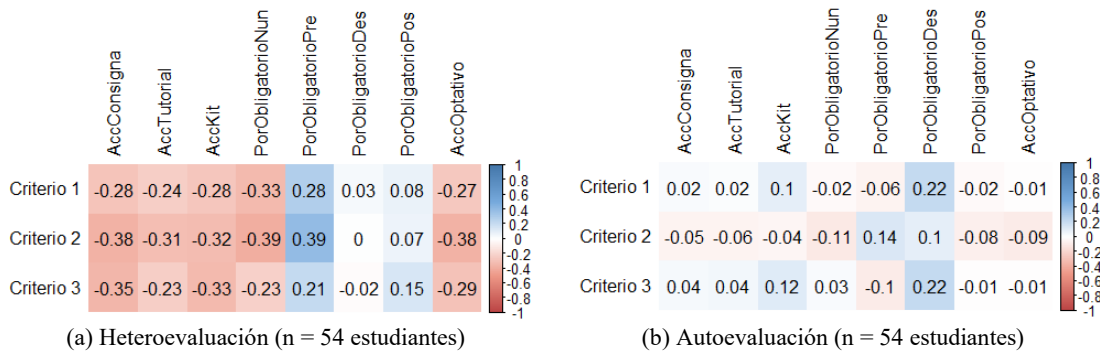 AccConsigna AccTutorial AccKit PorObligatorioNun PorObligatorioPre PorObligatorioDes PorObligatorioPos AccOptativo
Criterio 1 -0.28 -0.24 -0.28 -0.33 0.28 0.03 0.08 -0.27
Criterio 2 -0.38 -0.31 -0.32 -0.39 0.39 0 0.07 -0.38
Criterio 3 -0.35 -0.23 -0.33 -0.23 0.21 -0.02 0.15 -0.29
1
0.8
0.6
0.4
0.2
0
-0.2
-0.4
-0.6
-0.8
-1
(a) Heteroevaluación (n = 54 estudiantes)
AccConsigna AccTutorial AccKit PorObligatorioNun PorObligatorioPre PorObligatorioDes PorObligatorioPos AccOptativo
Criterio 1 0.02 0.02 0.1 -0.02 -0.06 0.22 -0.02 -0.01
Criterio 2 -0.05 -0.06 -0.04 -0.11 0.14 0.1 -0.08 -0.09
Criterio 3 0.04 0.04 0.12 0.03 -0.1 0.22 -0.01 -0.01
1
0.8
0.6
0.4
0.2
0
-0.2
-0.4
-0.6
-0.8
-1
(b) Autoevaluación (n = 54 estudiantes)